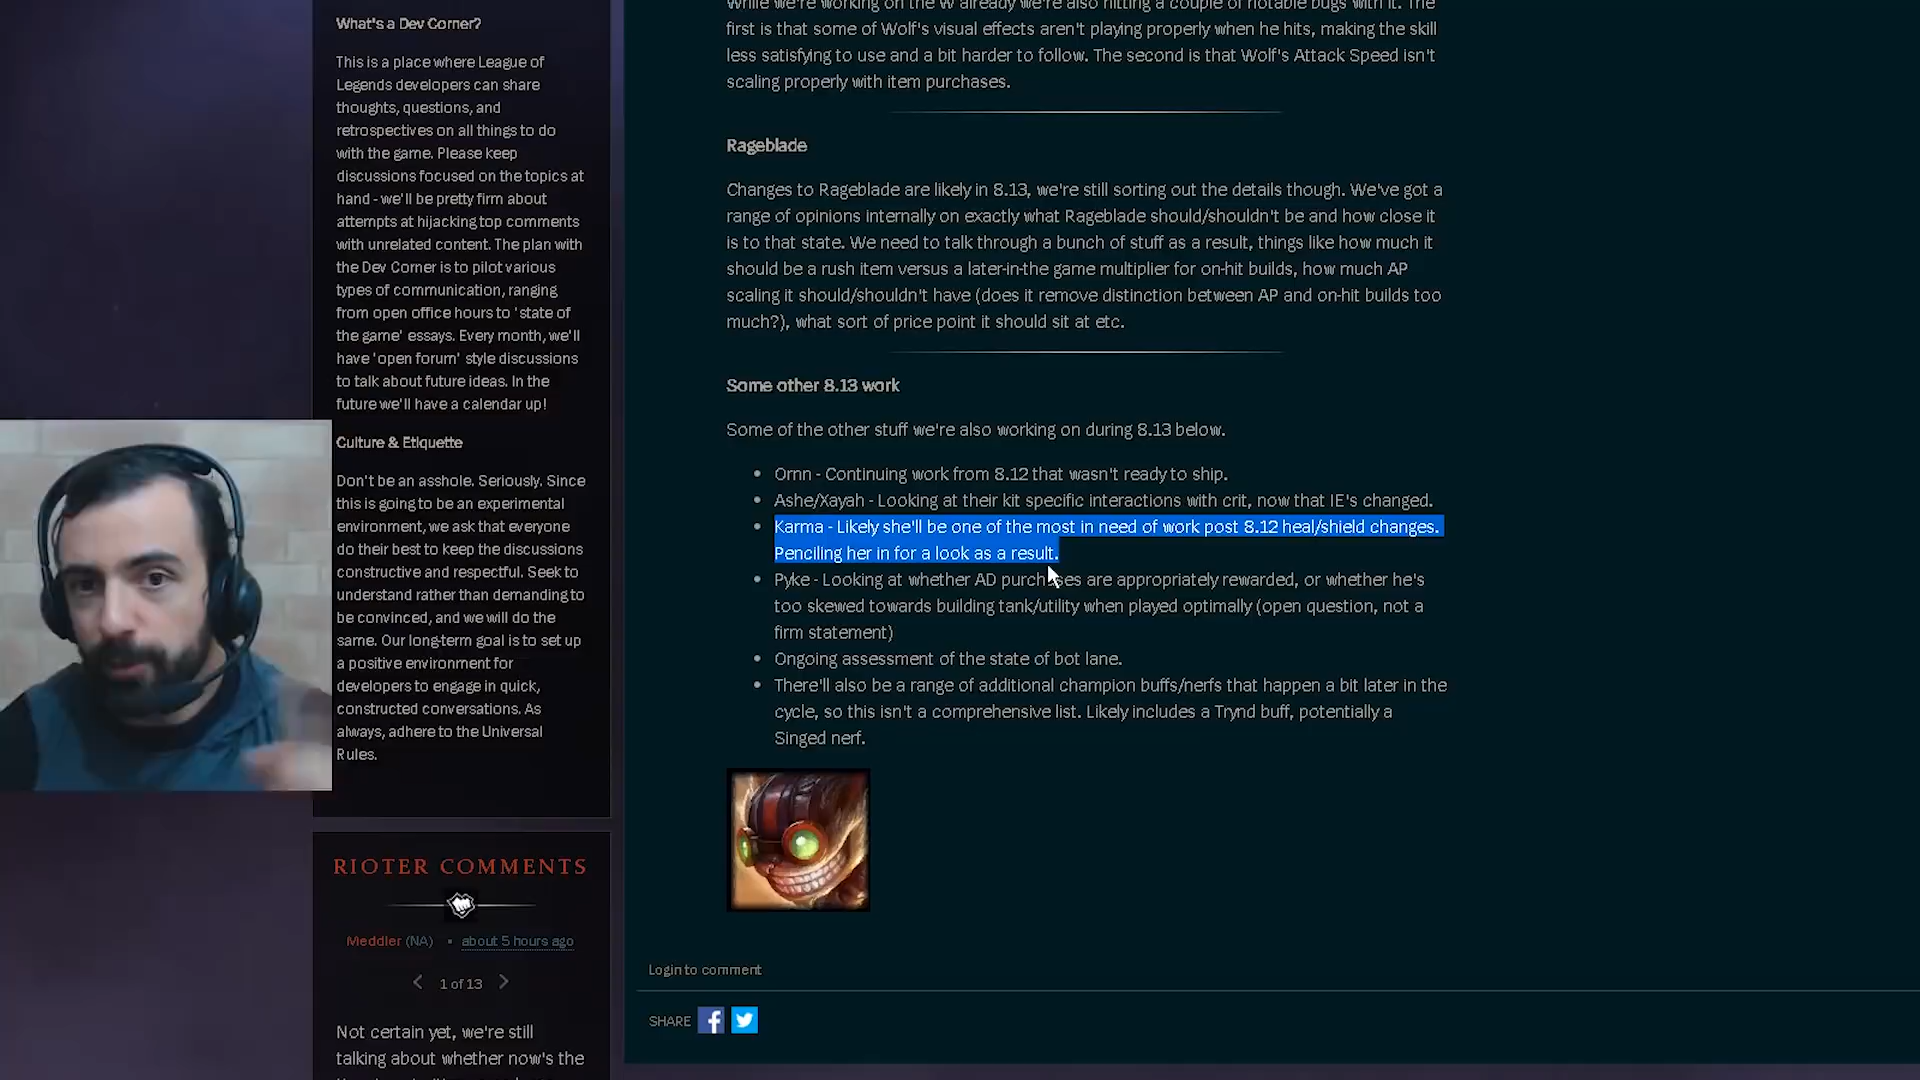 What's a Dev Corner?
This is a place where League of
Legends developers can share
thoughts, questions, and
retrospectives on all things to do
with the game. Please keep
discussions focused on the topics at
hand - we'll be pretty firm about
attempts at hijacking top comments
with unrelated content. The plan with
the Dev Corner is to pilot various
types of communication, ranging
from open office hours to 'state of
the game' essays. Every month, we'll
have 'open forum' style discussions
to talk about future ideas. In the
future we'll have a calendar up!
Culture & Etiquette
Don't be an asshole. Seriously. Since
this is going to be an experimental
environment, we ask that everyone
do their best to keep the discussions
constructive and respectful. Seek to
understand rather than demanding to
be convinced, and we will do the
same. Our long-term goal is to set up
a positive environment for
developers to engage in quick,
constructed conversations. As
always, adhere to the Universal
Rules.
RIOTER COMMENTS
Meddler (NA) • about 5 hours ago
1 of 13
Not certain yet, we're still
talking about whether now's the
While we're working on the W already we're also hitting a couple of notable bugs with it. The
first is that some of Wolf's visual effects aren't playing properly when he hits, making the skill
less satisfying to use and a bit harder to follow. The second is that Wolf's Attack Speed isn't
scaling properly with item purchases.
Rageblade
Changes to Rageblade are likely in 8.13, we're still sorting out the details though. We've got a
range of opinions internally on exactly what Rageblade should/shouldn't be and how close it
is to that state. We need to talk through a bunch of stuff as a result, things like how much it
should be a rush item versus a later-in-the game multiplier for on-hit builds, how much AP
scaling it should/shouldn't have (does it remove distinction between AP and on-hit builds too
much?), what sort of price point it should sit at etc.
Some other 8.13 work
Some of the other stuff we're also working on during 8.13 below.
• Ornn - Continuing work from 8.12 that wasn't ready to ship.
• Ashe/Xayah - Looking at their kit specific interactions with crit, now that IE's changed.
• Karma - Likely she'll be one of the most in need of work post 8.12 heal/shield changes.
Penciling her in for a look as a result.
• Pyke - Looking at whether AD purchases are appropriately rewarded, or whether he's
too skewed towards building tank/utility when played optimally (open question, not a
firm statement)
• Ongoing assessment of the state of bot lane.
• There'll also be a range of additional champion buffs/nerfs that happen a bit later in the
cycle, so this isn't a comprehensive list. Likely includes a Trynd buff, potentially a
Singed nerf.
Login to comment
SHARE